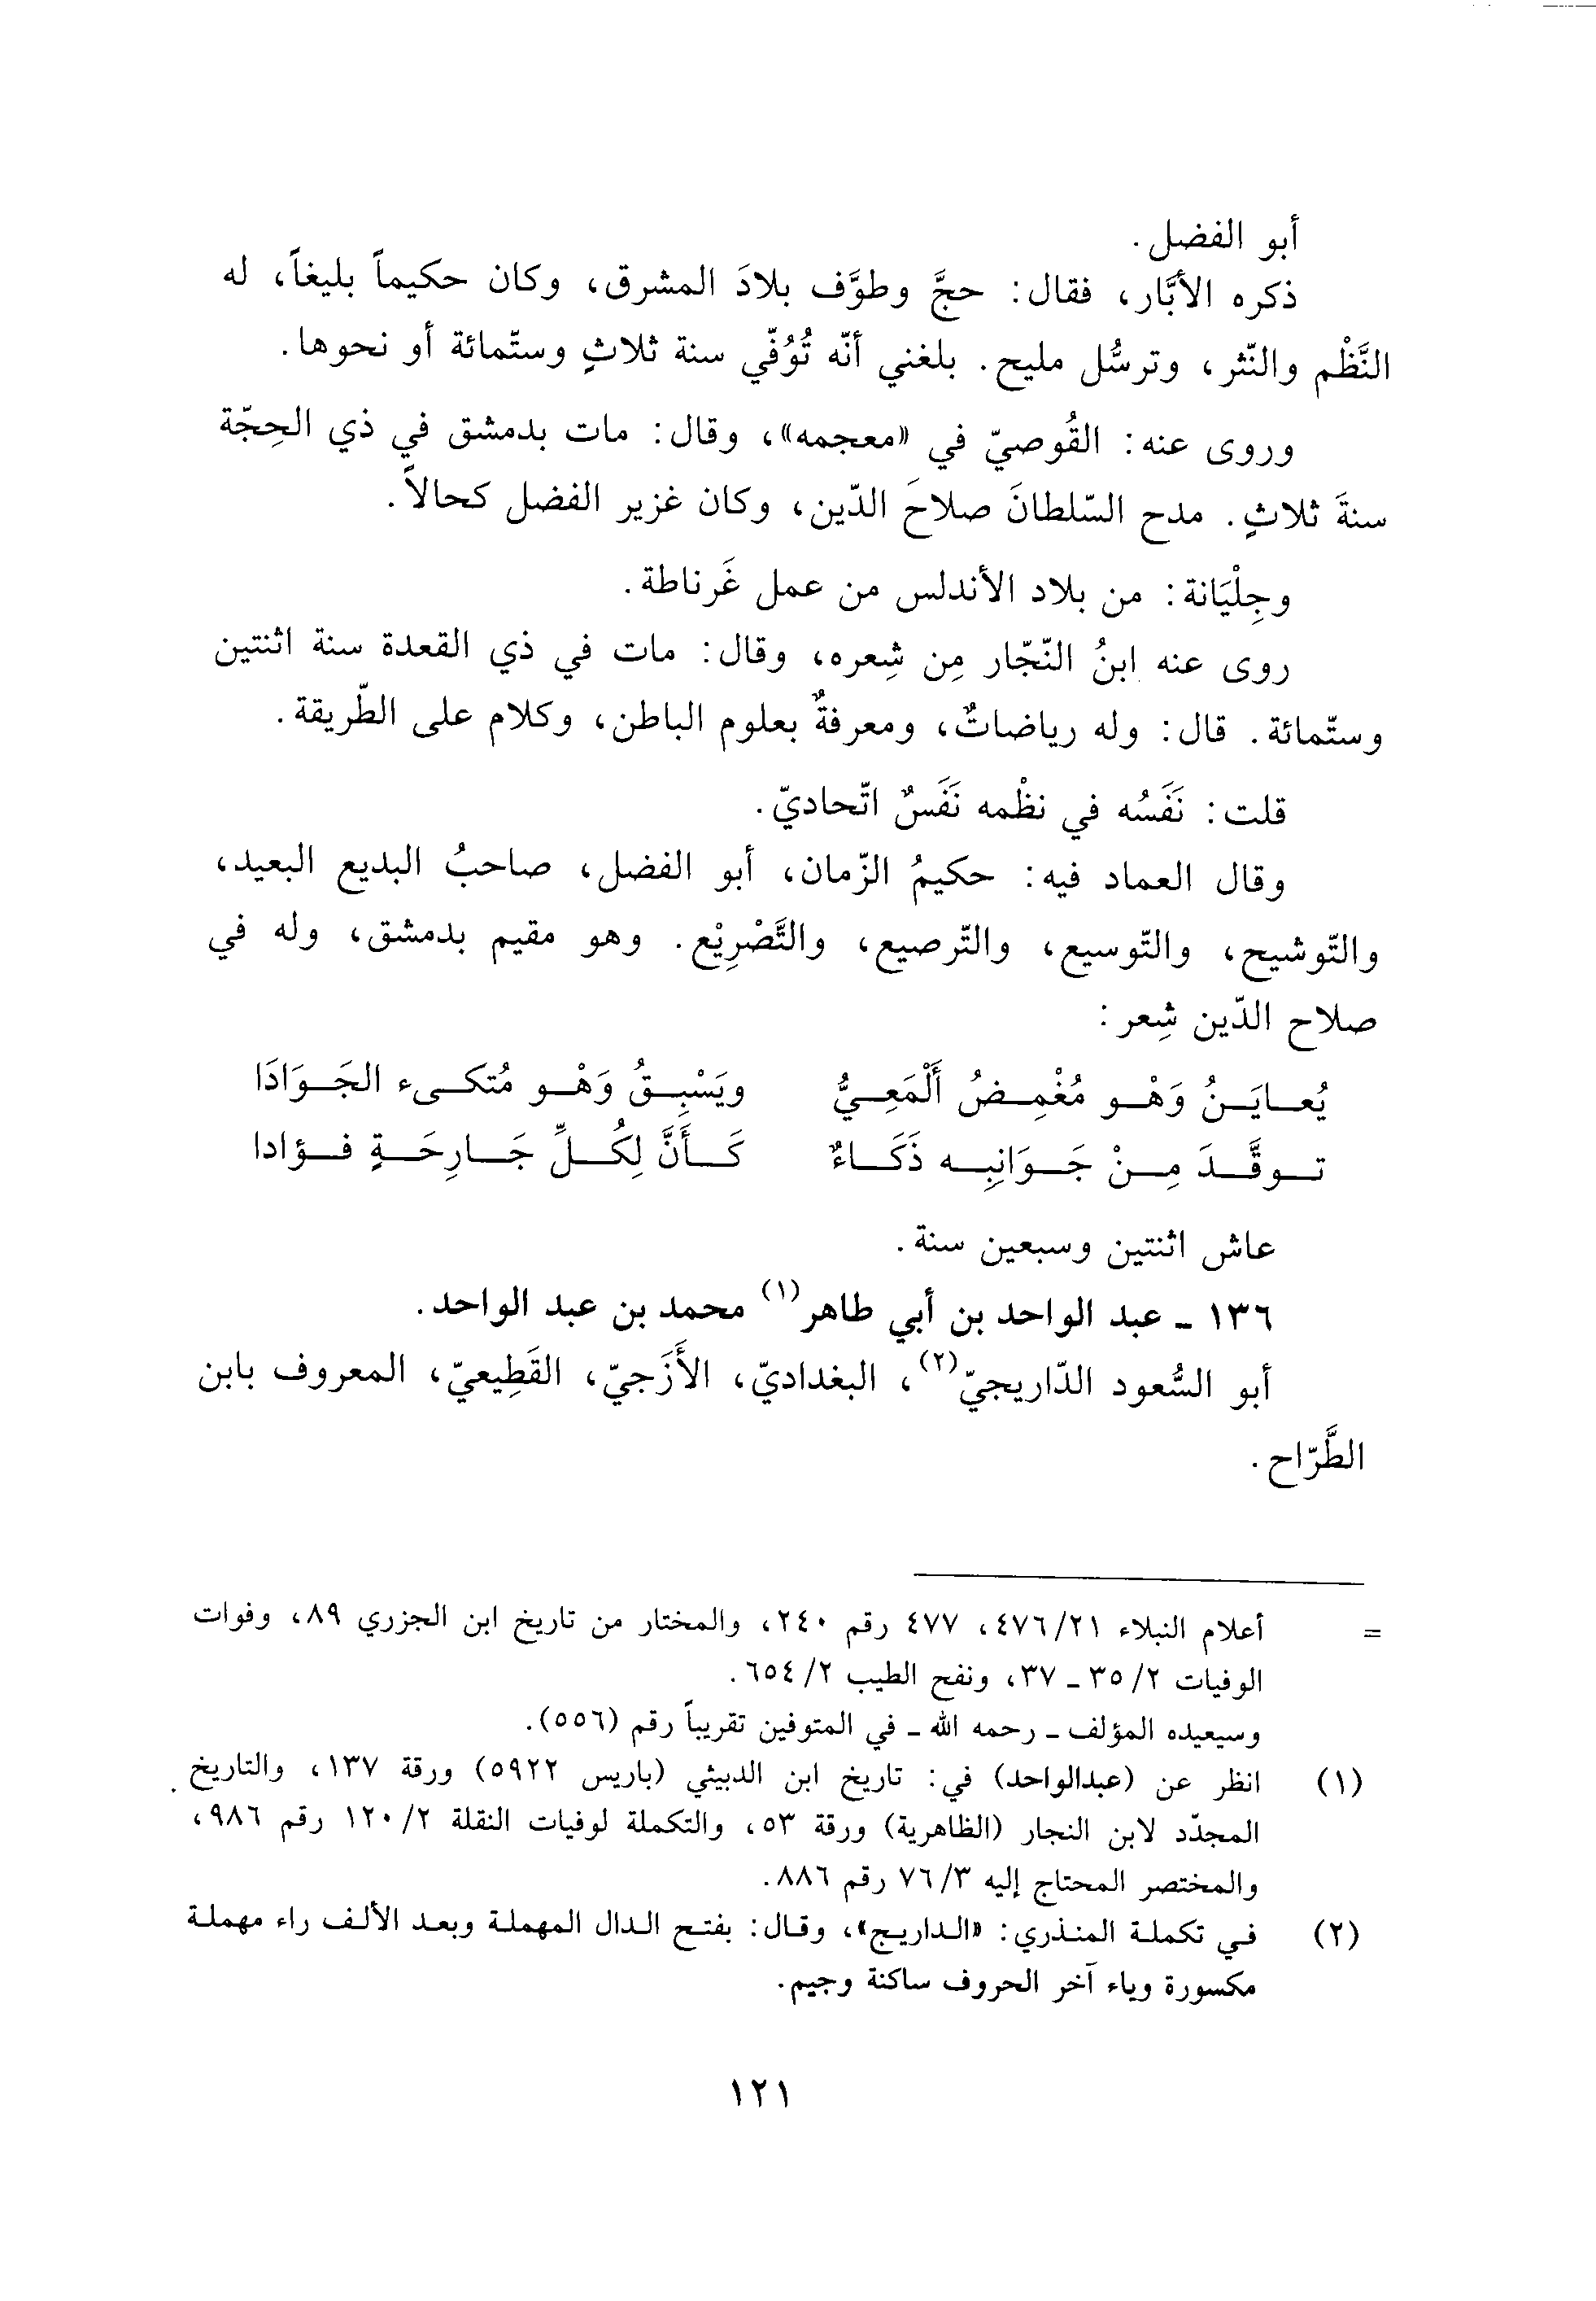 أبو الفضل.
ذكره الأبَّار، فقال: حجَّ وطوَّف بلادَ المشرق، وكان حكيماً بليغاً، له
النَّظْم والنّثر، وترسُّل مليح. بلغني أنّه تُوُفّي سنة ثلاثٍ وستّمائة أو نحوها.
وروى عنه: القُوصيّ في «معجمه»، وقال: مات بدمشق في ذي الحِجّة
سنةَ ثلاثٍ. مدح السّلطانَ صلاحَ الدّين، وكان غزير الفضل كحالاً.
وجِلْيَانة: من بلاد الأندلس من عمل غَرناطة.
روى عنه ابنُ النّجّار مِن شِعره، وقال: مات في ذي القعدة سنة اثنتين
وستّمائة. قال: وله رياضاتٌ، ومعرفةٌ بعلوم الباطن، وكلام على الطّريقة.
قلت: نَفَسُه في نظْمه نَفَسٌ اتّحاديّ.
وقال العماد فيه: حكيمُ الزّمان، أبو الفضل، صاحبُ البديع البعيد،
والتّوشيح، والتّوسيع، والتّرصيع، والتَّصْرِيْع. وهو مقيم بدمشق، وله في
صلاح الدّين شِعر:
يُعـايَـنُ وَهْـو مُغْمِـضُ أَلْمَعِـيُّ ويَسْبِـقُ وَهْـو مُتكـىء الجَـوَادَا
تـوقَّـدَ مِـنْ جَـوَانِبِـه ذَكَـاءٌ كَـأَنَّ لِكُـلِّ جَـارِحَـةٍ فـؤادا
عاش اثنتين وسبعين سنة.
١٣٦ ـ عبد الواحد بن أبي طاهر(١) محمد بن عبد الواحد.
أبو السُّعود الدّاريجيّ(٢)، البغداديّ، الأَزَجيّ، القَطِيعيّ، المعروف بابن
الطَّرّاح.
= أعلام النبلاء ٢١/٤٧٦، ٤٧٧ رقم ٢٤٠، والمختار من تاريخ ابن الجزري ٨٩، وفوات
الوفيات ٢/٣٥ ـ ٣٧، ونفح الطيب ٢/٦٥٤.
وسيعيده المؤلف ـ رحمه الله ـ في المتوفين تقريباً رقم (٥٥٦).
(١) انظر عن (عبدالواحد) في: تاريخ ابن الدبيثي (باريس ٥٩٢٢) ورقة ١٣٧، والتاريخ
المجدّد لابن النجار (الظاهرية) ورقة ٥٣، والتكملة لوفيات النقلة ٢/١٢٠ رقم ٩٨٦،
والمختصر المحتاج إليه ٣/٧٦ رقم ٨٨٦.
(٢) في تكملة المنذري: «الداريج»، وقال: بفتح الدال المهملة وبعد الألف راء مهملة
مكسورة وياء آخر الحروف ساكنة وجيم.
١٢١